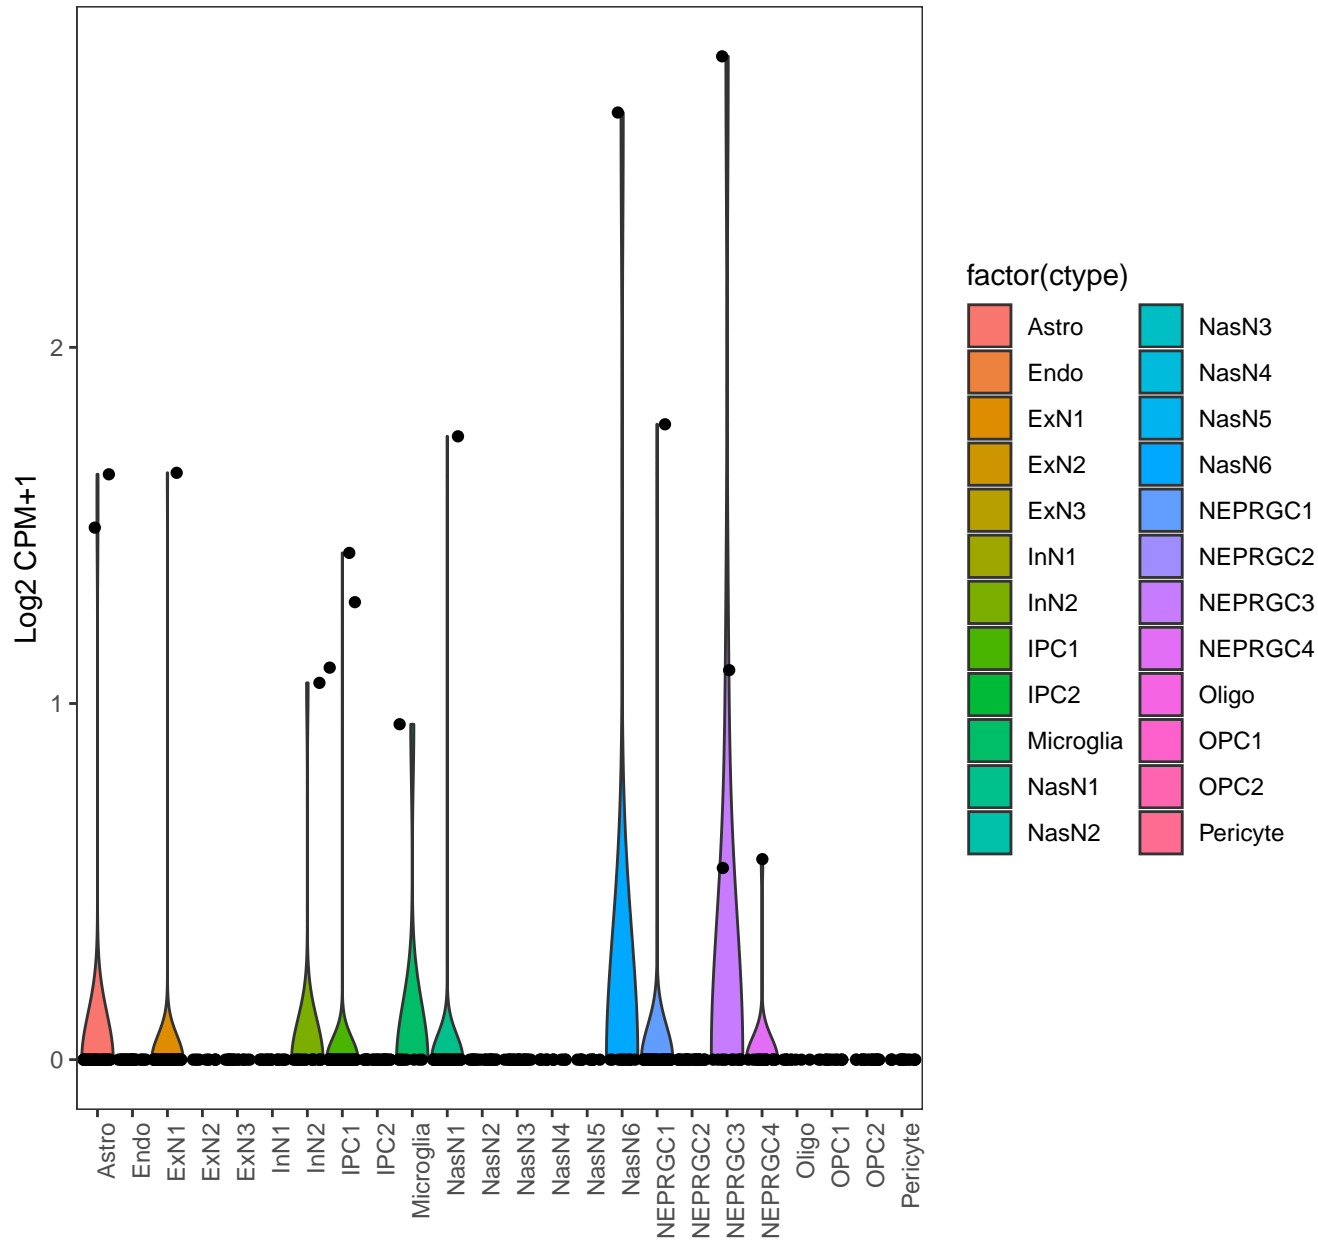 Log2 CPM+1
2
1
0
Astro
Endo
ExN1
ExN2
ExN3
InN1
InN2
IPC1
IPC2
Microglia
NasN1
NasN2
NasN3
NasN4
NasN5
NasN6
NEPRGC1
NEPRGC2
NEPRGC3
NEPRGC4
Oligo
OPC1
OPC2
Pericyte
factor(ctype)
Astro
Endo
ExN1
ExN2
ExN3
InN1
InN2
IPC1
IPC2
Microglia
NasN1
NasN2
NasN3
NasN4
NasN5
NasN6
NEPRGC1
NEPRGC2
NEPRGC3
NEPRGC4
Oligo
OPC1
OPC2
Pericyte